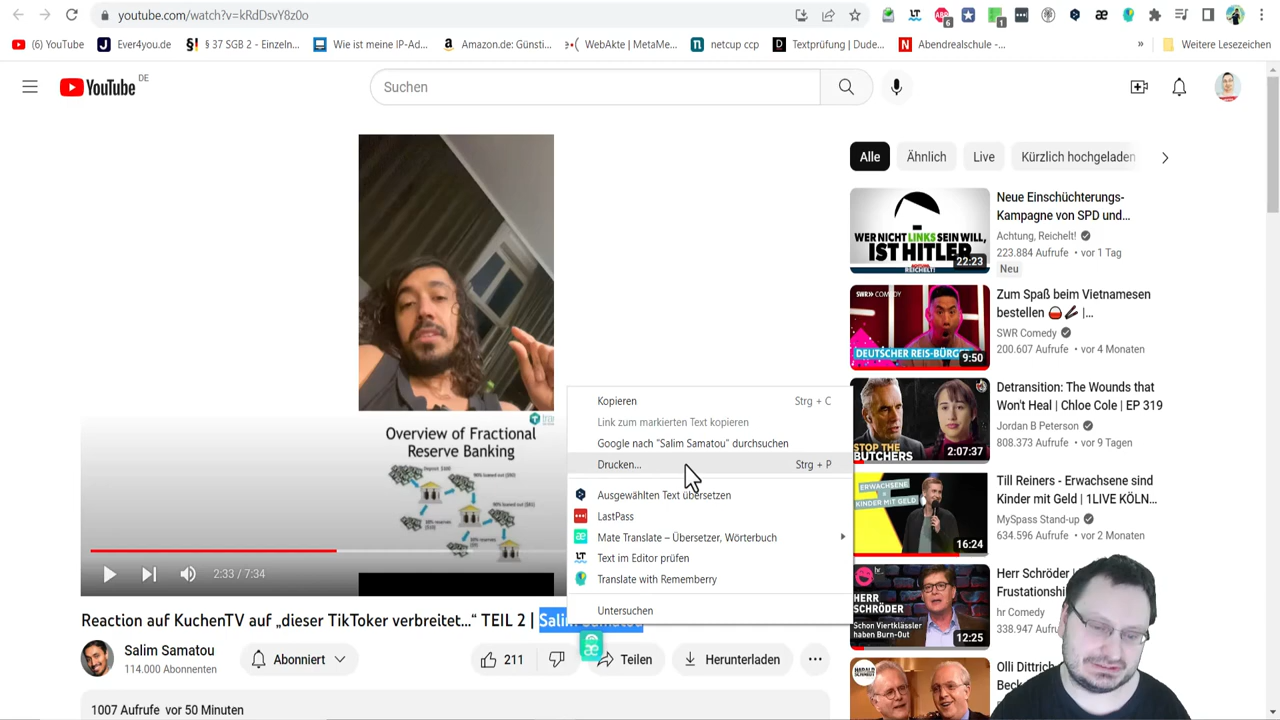 youtube.com/watch?v=kRdDsvY8z0o
6
1
(6) YouTube
Ever4you.de
§ 37 SGB 2 - Einzeln...
Wie ist meine IP-Ad...
Amazon.de: Günsti...
WebAkte | MetaMe...
netcup ccp
Textprüfung | Dude...
Abendrealschule -...
»
Weitere Lesezeichen
YouTube DE
Suchen
Alle
Ähnlich
Live
Kürzlich hochgeladen
WER NICHT LINKS SEIN WILL,
IST HITLER
ACHTUNG, REICHELT!
22:23
Neue Einschüchterungs-
Kampagne von SPD und...
Achtung, Reichelt!
223.884 Aufrufe • vor 1 Tag
Neu
SWR» COMEDY
DEUTSCHER REIS-BÜRGE
9:50
Zum Spaß beim Vietnamesen
bestellen |...
SWR Comedy
200.607 Aufrufe • vor 4 Monaten
STOP THE
BUTCHERS
2:07:37
Detransition: The Wounds that
Won't Heal | Chloe Cole | EP 319
Jordan B Peterson
808.373 Aufrufe • vor 9 Tagen
ERWACHSENE
KINDER MIT GELD
16:24
Till Reiners - Erwachsene sind
Kinder mit Geld | 1LIVE KÖLN...
MySpass Stand-up
634.596 Aufrufe • vor 2 Monaten
HERR
SCHRÖDER
Schon Viertklässler
haben Burn-Out
12:25
Herr Schröder |
Frustationshi
hr Comedy
338.947 Aufru
HARALD
SCHMIDT
Olli Dittrich
Beck
Overview of Fractional
Reserve Banking
Kopieren Strg + C
Link zum markierten Text kopieren
Google nach "Salim Samatou" durchsuchen
Drucken... Strg + P
Ausgewählten Text übersetzen
LastPass
Mate Translate – Übersetzer, Wörterbuch
Text im Editor prüfen
Translate with Rememberry
Untersuchen
2:33 / 7:34
Reaction auf KuchenTV auf „dieser TikToker verbreitet..." TEIL 2 | Salim Samatou
Salim Samatou
114.000 Abonnenten
Abonniert
211
Teilen
Herunterladen
1007 Aufrufe vor 50 Minuten